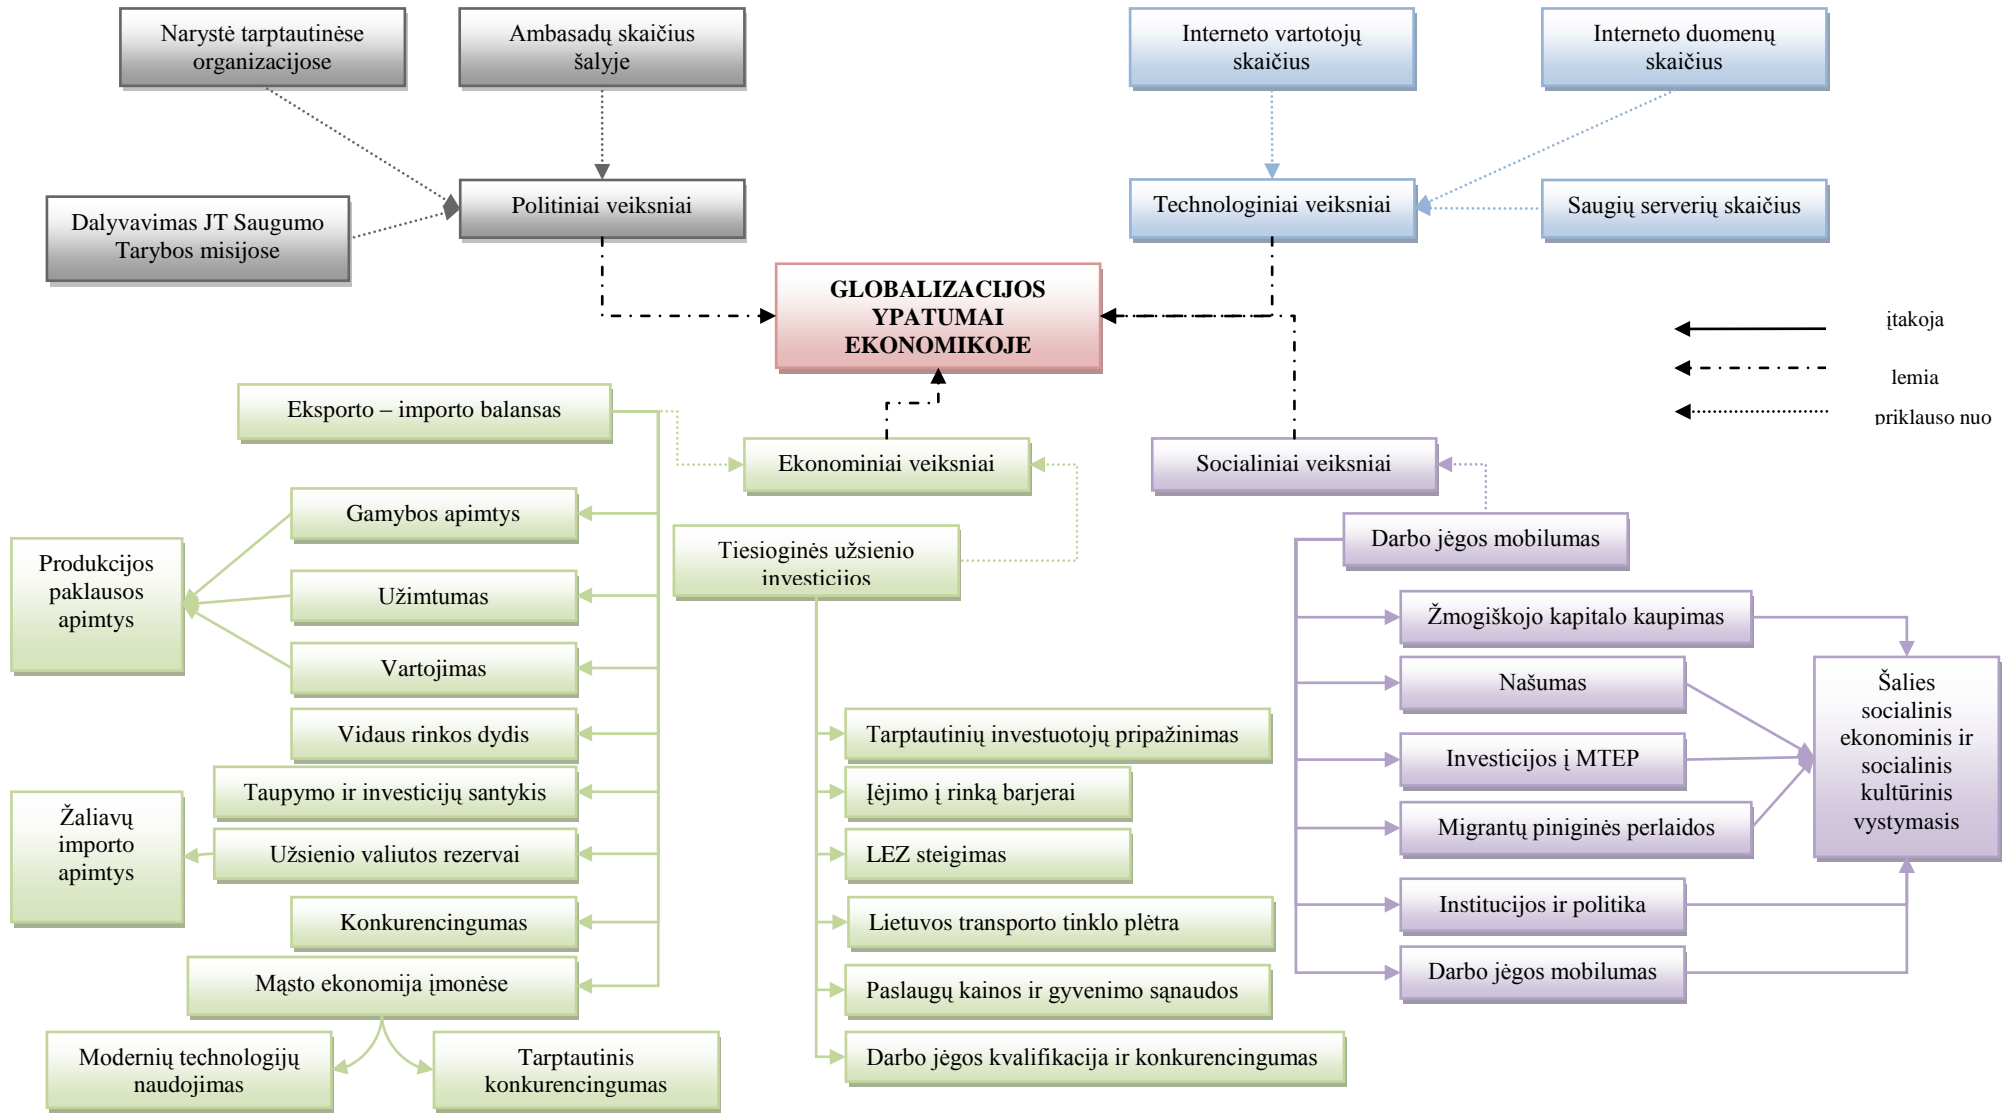 Narystė tarptautinėse
organizacijose
Ambasadų skaičius
šalyje
Interneto vartotojų
skaičius
Interneto duomenų
skaičius
Dalyvavimas JT Saugumo
Tarybos misijose
Politiniai veiksniai
Technologiniai veiksniai
Saugių serverių skaičius
GLOBALIZACIJOS
YPATUMAI
EKONOMIKOJE
įtakoja
lemia
priklauso nuo
Eksporto – importo balansas
Ekonominiai veiksniai
Socialiniai veiksniai
Gamybos apimtys
Produkcijos
paklausos
apimtys
Užimtumas
Vartojimas
Vidaus rinkos dydis
Taupymo ir investicijų santykis
Žaliavų
importo
apimtys
Užsienio valiutos rezervai
Konkurencingumas
Mąsto ekonomija įmonėse
Modernių technologijų
naudojimas
Tarptautinis
konkurencingumas
Tiesioginės užsienio
investicijos
Tarptautinių investuotojų pripažinimas
Įėjimo į rinką barjerai
LEZ steigimas
Lietuvos transporto tinklo plėtra
Paslaugų kainos ir gyvenimo sąnaudos
Darbo jėgos kvalifikacija ir konkurencingumas
Darbo jėgos mobilumas
Žmogiškojo kapitalo kaupimas
Našumas
Investicijos į MTEP
Migrantų piniginės perlaidos
Institucijos ir politika
Darbo jėgos mobilumas
Šalies
socialinis
ekonominis ir
socialinis
kultūrinis
vystymasis